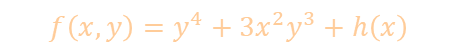 f(x, y) = y⁴ + 3x²y³ + h(x)